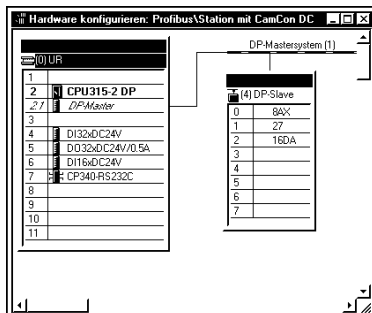 Hardware konfigurieren: Profibus\Station mit CamCon DC
DP-Mastersystem (1)
(0) UR
1
2 CPU315-2 DP
2.1 DP-Master
3
4 DI32xDC24V
5 DO32xDC24V/0.5A
6 DI16xDC24V
7 CP340-RS232C
8
9
10
11
(4) DP-Slave
0 8AX
1 27
2 16DA
3
4
5
6
7